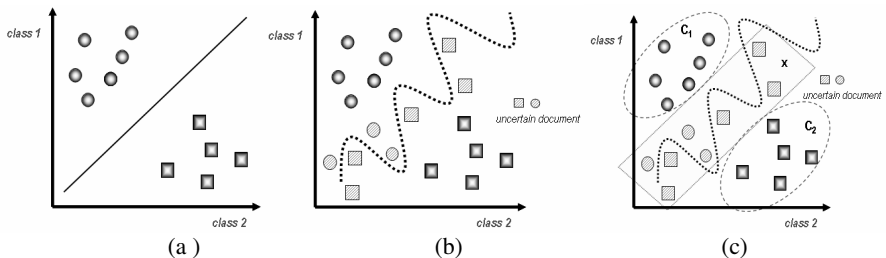 class 1
class 2
(a )
class 1
uncertain document
class 2
(b)
class 1
C1
x
uncertain document
C2
class 2
(c)